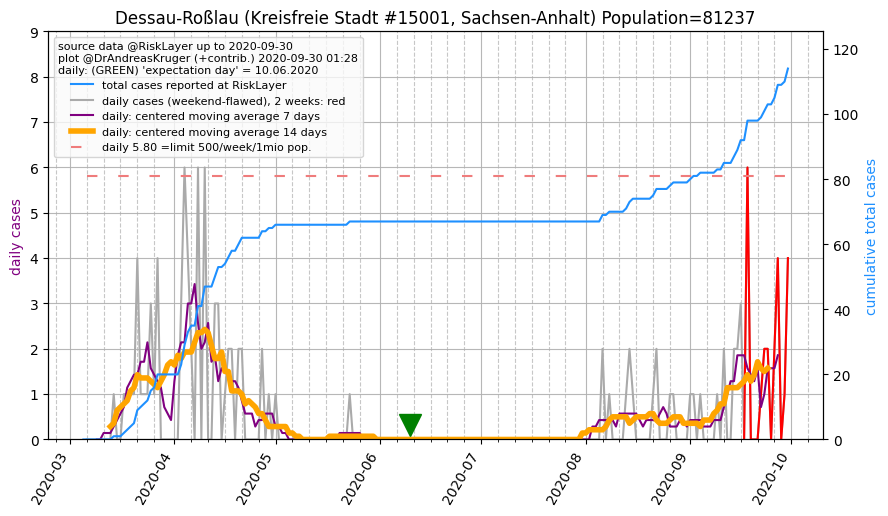 Dessau-Roßlau (Kreisfreie Stadt #15001, Sachsen-Anhalt) Population=81237
source data @RiskLayer up to 2020-09-30
plot @DrAndreasKruger (+contrib.) 2020-09-30 01:28
daily: (GREEN) 'expectation day' = 10.06.2020
total cases reported at RiskLayer
daily cases (weekend-flawed), 2 weeks: red
daily: centered moving average 7 days
daily: centered moving average 14 days
daily 5.80 =limit 500/week/1mio pop.
daily cases
9
8
7
6
5
4
3
2
1
0
120
100
80
60
40
20
0
cumulative total cases
2020-03
2020-04
2020-05
2020-06
2020-07
2020-08
2020-09
2020-10